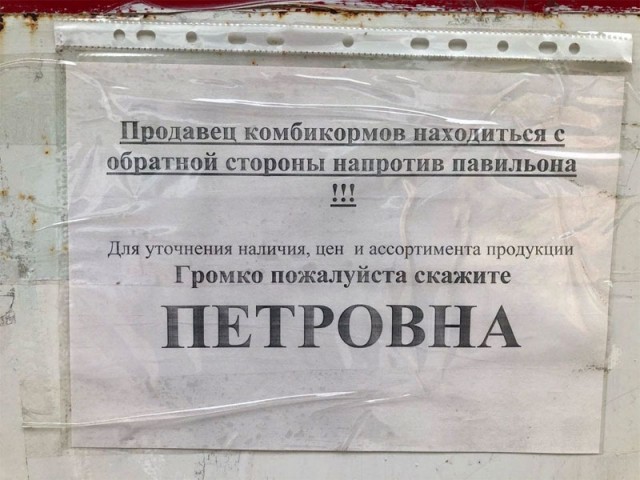 Продавец комбикормов находиться с
обратной стороны напротив павильона
!!!
Для уточнения наличия, цен и ассортимента продукции
Громко пожалуйста скажите
ПЕТРОВНА